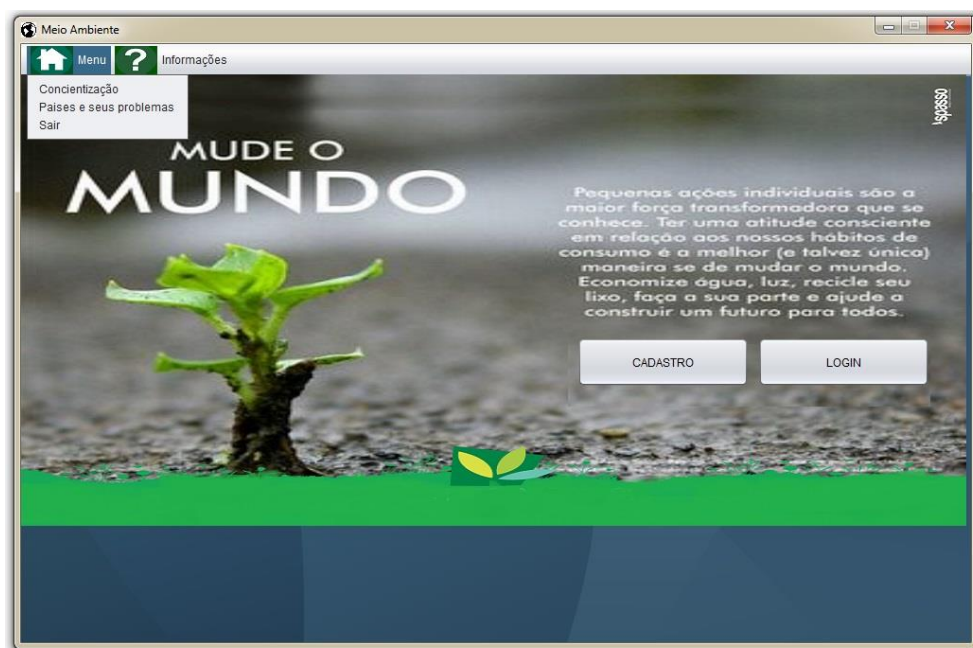 Meio Ambiente
Menu
?
Informações
Concientização
Paises e seus problemas
Sair
spasso
MUDE O
MUNDO
Pequenas ações individuais são a
maior força transformadora que se
conhece. Ter uma atitude consciente
em relação aos nossos hábitos de
consumo é a melhor (e talvez única)
maneira se de mudar o mundo.
Economize água, luz, recicle seu
lixo, faça a sua parte e ajude a
construir um futuro para todos.
CADASTRO
LOGIN